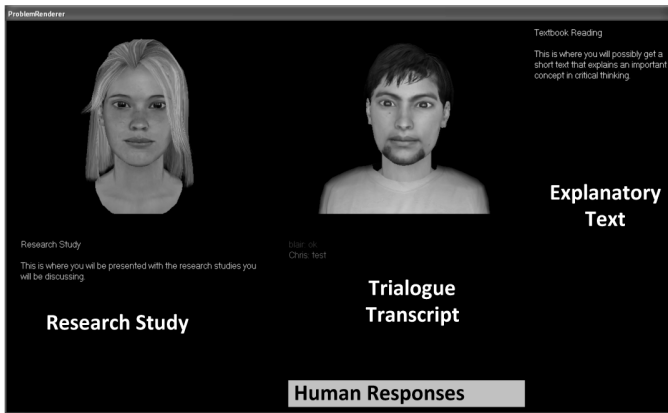 ProblemRenderer
Textbook Reading
This is where you will possibly get a
short text that explains an important
concept in critical thinking.
Explanatory
Text
Research Study
This is where you wil be presented with the research studies you
will be discussing.
Research Study
blair: ok
Chris: test
Trialogue
Transcript
Human Responses